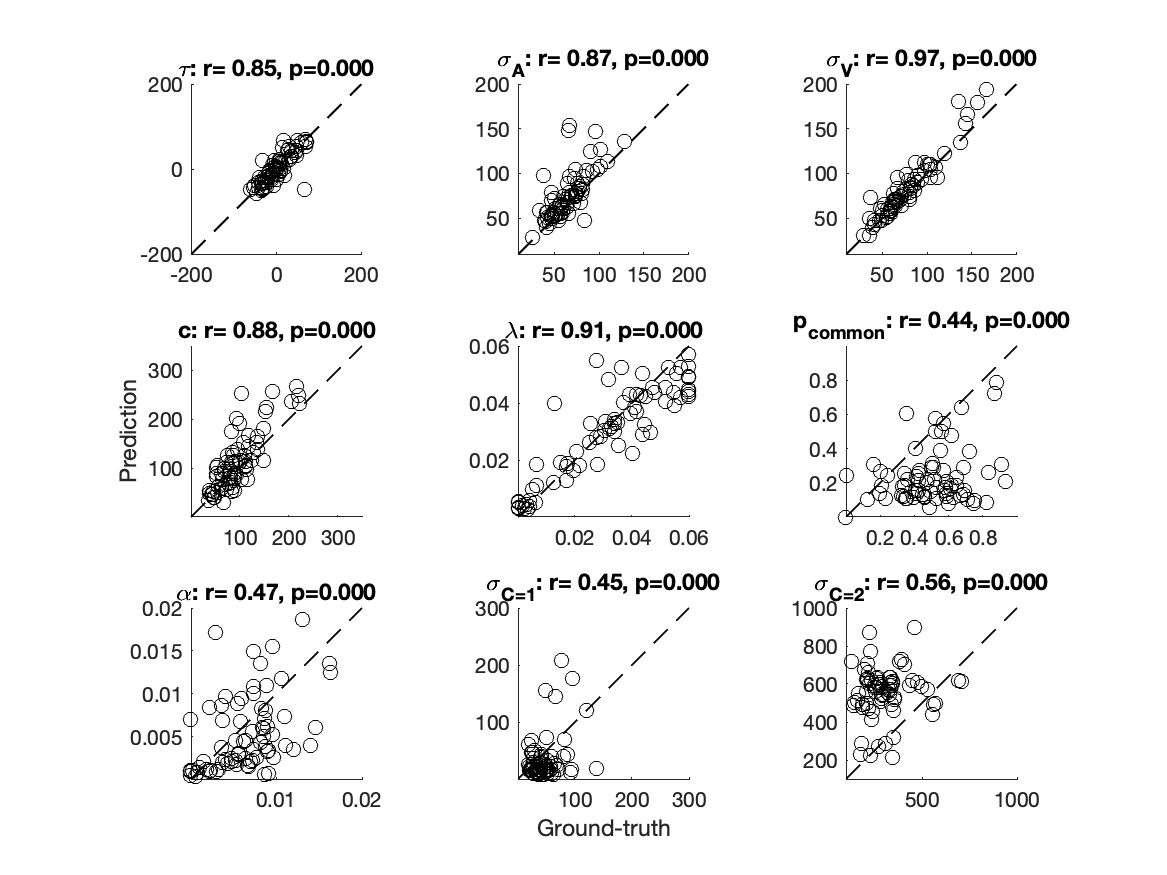 τ: r= 0.85, p=0.000
200
0
-200
-200 0 200
σA: r= 0.87, p=0.000
200
150
100
50
50 100 150 200
σV: r= 0.97, p=0.000
200
150
100
50
50 100 150 200
c: r= 0.88, p=0.000
300
200
100
100 200 300
Prediction
λ: r= 0.91, p=0.000
0.06
0.04
0.02
0.02 0.04 0.06
pcommon: r= 0.44, p=0.000
0.8
0.6
0.4
0.2
0.2 0.4 0.6 0.8
α: r= 0.47, p=0.000
0.02
0.015
0.01
0.005
0.01 0.02
σC=1: r= 0.45, p=0.000
300
200
100
100 200 300
Ground-truth
σC=2: r= 0.56, p=0.000
1000
800
600
400
200
500 1000